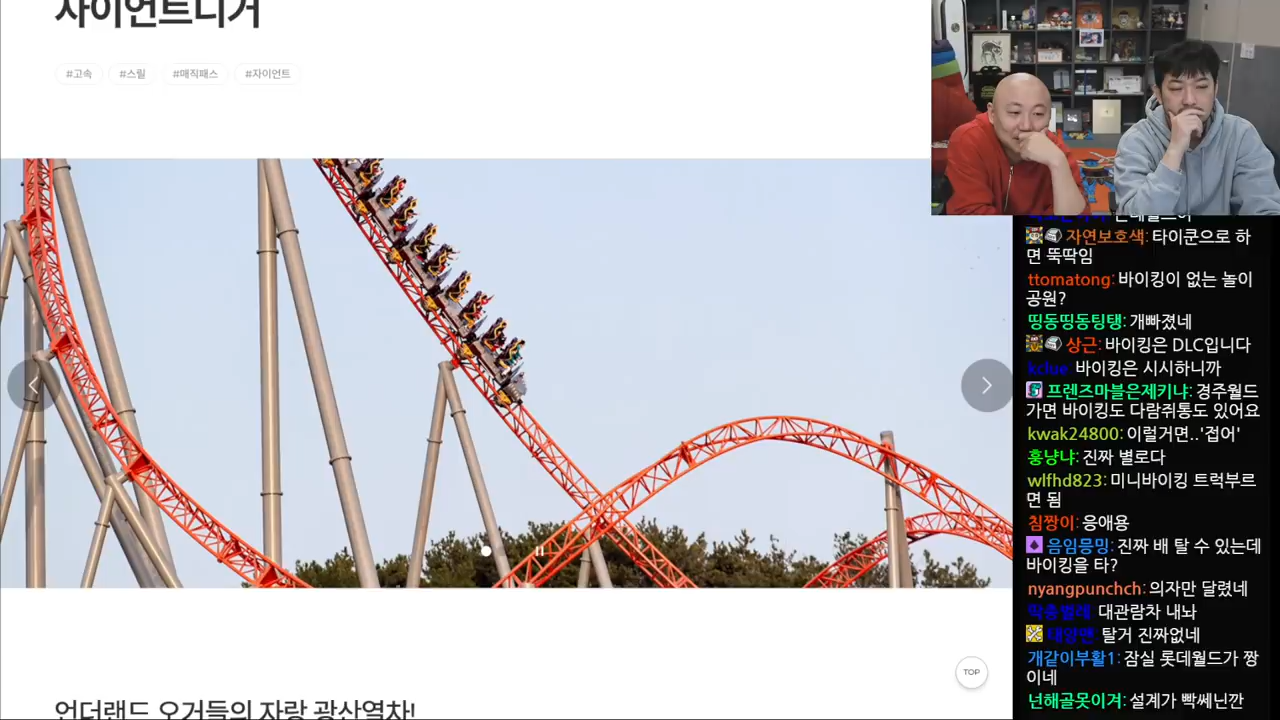 자이언트디거
#고속 #스릴 #매직패스 #자이언트
언더랜드 오거들의 자랑 광산열차!
TOP
자연보호색: 타이쿤으로 하
면 뚝딱임
ttomatong: 바이킹이 없는 놀이
공원?
띵동띵동팅탱: 개빠졌네
상근: 바이킹은 DLC입니다
kclue: 바이킹은 시시하니까
프렌즈마블은제키냐: 경주월드
가면 바이킹도 다람쥐통도 있어요
kwak24800: 이럴거면..'접어'
홍냥냐: 진짜 별로다
wlfhd823: 미니바이킹 트럭부르
면 됨
침짱이: 응애용
음임믕밍: 진짜 배 탈 수 있는데
바이킹을 타?
nyangpunchch: 의자만 달렸네
대관람차 내놔
태양맨: 탈거 진짜없네
개같이부활1: 잠실 롯데월드가 짱
이네
넌해골못이겨: 설계가 빡쎄닌깐